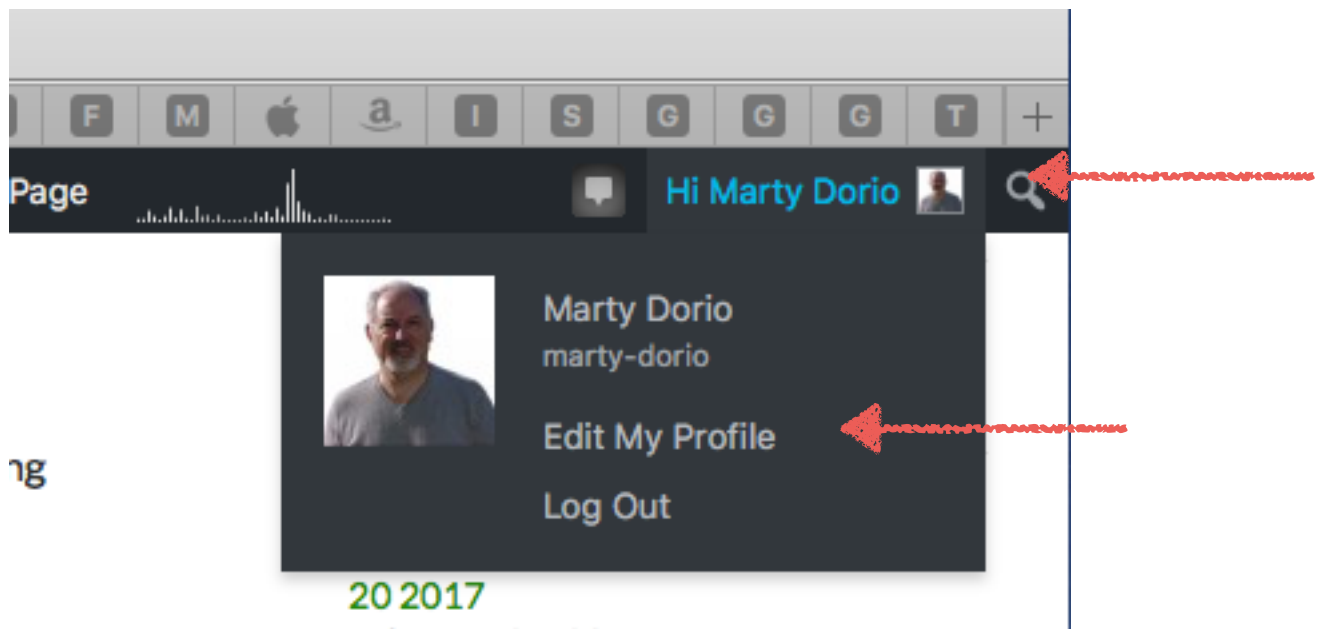 F M a I S G G G T +
Page
Hi Marty Dorio
Marty Dorio
marty-dorio
Edit My Profile
ng
Log Out
20 2017